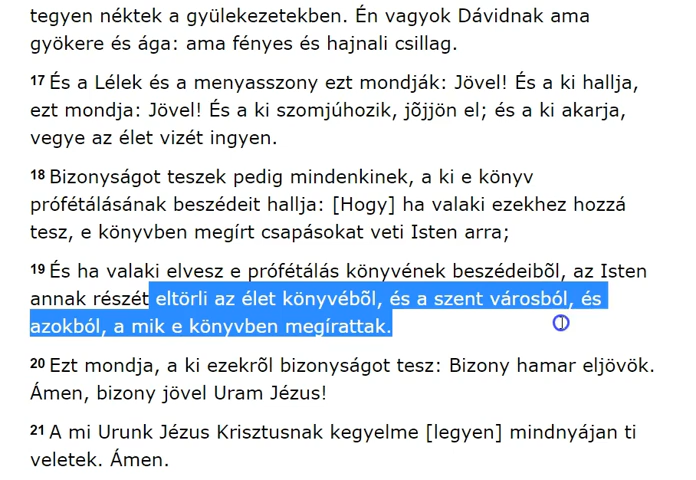 tegyen néktek a gyülekezetekben. Én vagyok Dávidnak ama
gyökere és ága: ama fényes és hajnali csillag.
17 És a Lélek és a menyasszony ezt mondják: Jövel! És a ki hallja,
ezt mondja: Jövel! És a ki szomjúhozik, jõjjön el; és a ki akarja,
vegye az élet vizét ingyen.
18 Bizonyságot teszek pedig mindenkinek, a ki e könyv
prófétálásának beszédeit hallja: [Hogy] ha valaki ezekhez hozzá
tesz, e könyvben megírt csapásokat veti Isten arra;
19 És ha valaki elvesz e prófétálás könyvének beszédeibõl, az Isten
annak részét eltörli az élet könyvébõl, és a szent városból, és
azokból, a mik e könyvben megírattak.
20 Ezt mondja, a ki ezekrõl bizonyságot tesz: Bizony hamar eljövök.
Ámen, bizony jövel Uram Jézus!
21 A mi Urunk Jézus Krisztusnak kegyelme [legyen] mindnyájan ti
veletek. Ámen.